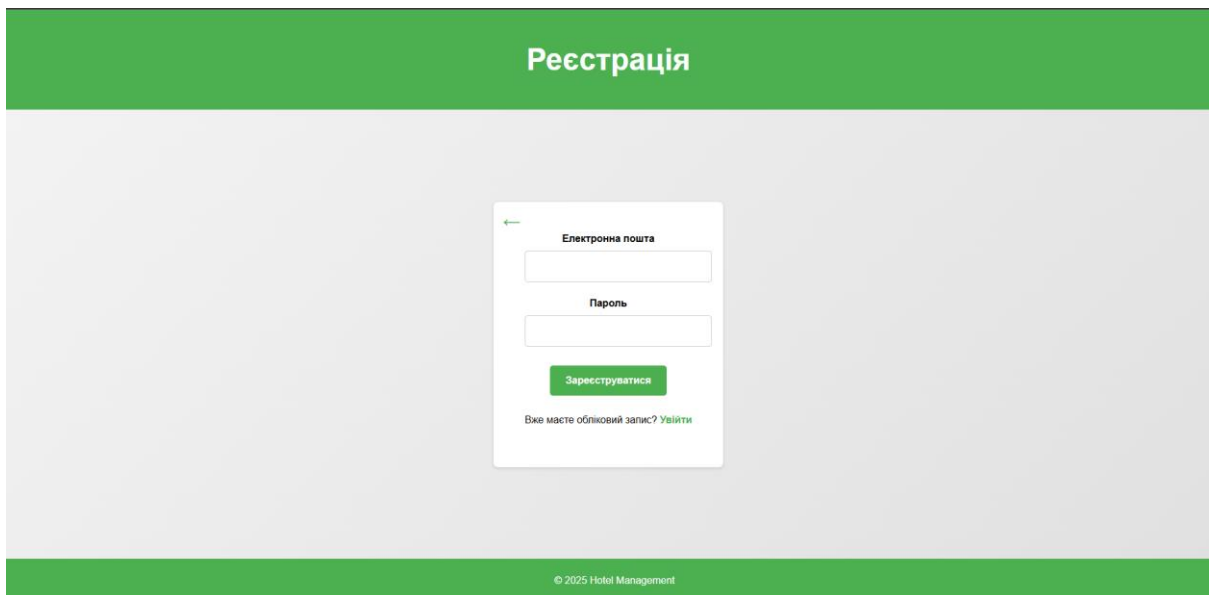 Реєстрація
←
Електронна пошта
Пароль
Зареєструватися
Вже маєте обліковий запис? Увійти
© 2025 Hotel Management